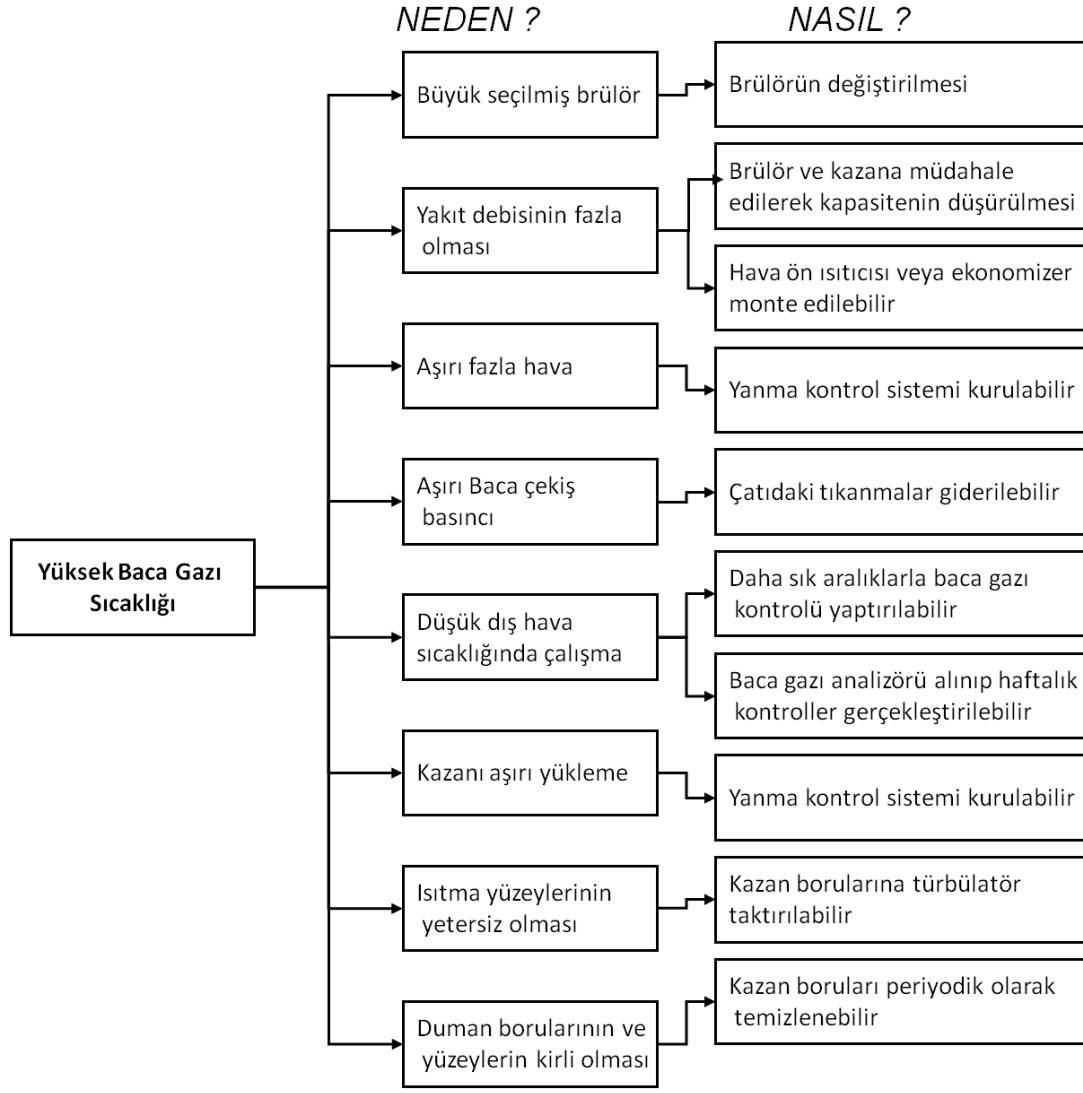 NEDEN ?
NASIL ?
Büyük seçilmiş brülör
Brülörün değiştirilmesi
Yakıt debisinin fazla
olması
Brülör ve kazana müdahale
edilerek kapasitenin düşürülmesi
Hava ön ısıtıcısı veya ekonomizer
monte edilebilir
Aşırı fazla hava
Yanma kontrol sistemi kurulabilir
Aşırı Baca çekiş
basıncı
Çatıdaki tıkanmalar giderilebilir
Yüksek Baca Gazı
Sıcaklığı
Düşük dış hava
sıcaklığında çalışma
Daha sık aralıklarla baca gazı
kontrolü yaptırılabilir
Baca gazı analizörü alınıp haftalık
kontroller gerçekleştirilebilir
Kazanı aşırı yükleme
Yanma kontrol sistemi kurulabilir
Isıtma yüzeylerinin
yetersiz olması
Kazan borularına türbülatör
taktırılabilir
Duman borularının ve
yüzeylerin kirli olması
Kazan boruları periyodik olarak
temizlenebilir